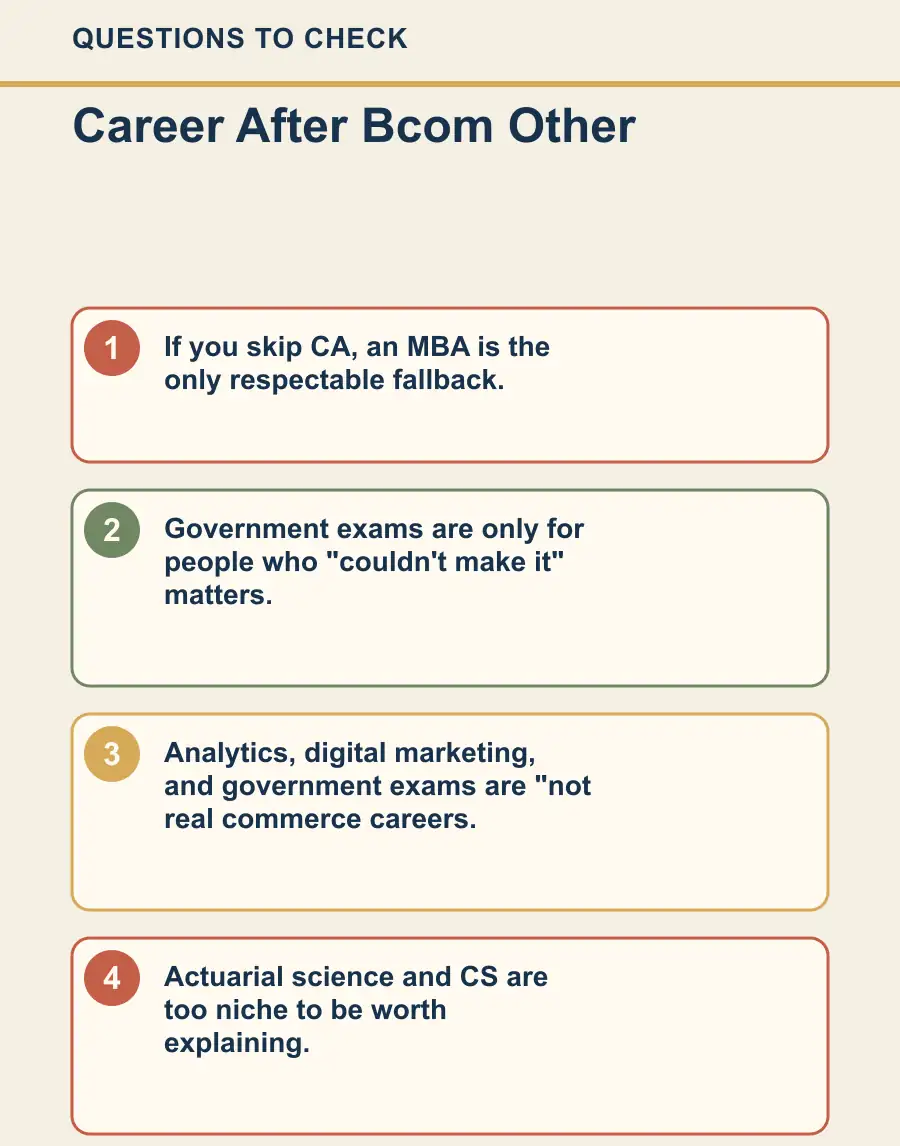 QUESTIONS TO CHECK
Career After Bcom Other
1
If you skip CA, an MBA is the
only respectable fallback.
2
Government exams are only for
people who "couldn't make it"
matters.
3
Analytics, digital marketing,
and government exams are "not
real commerce careers.
4
Actuarial science and CS are
too niche to be worth
explaining.